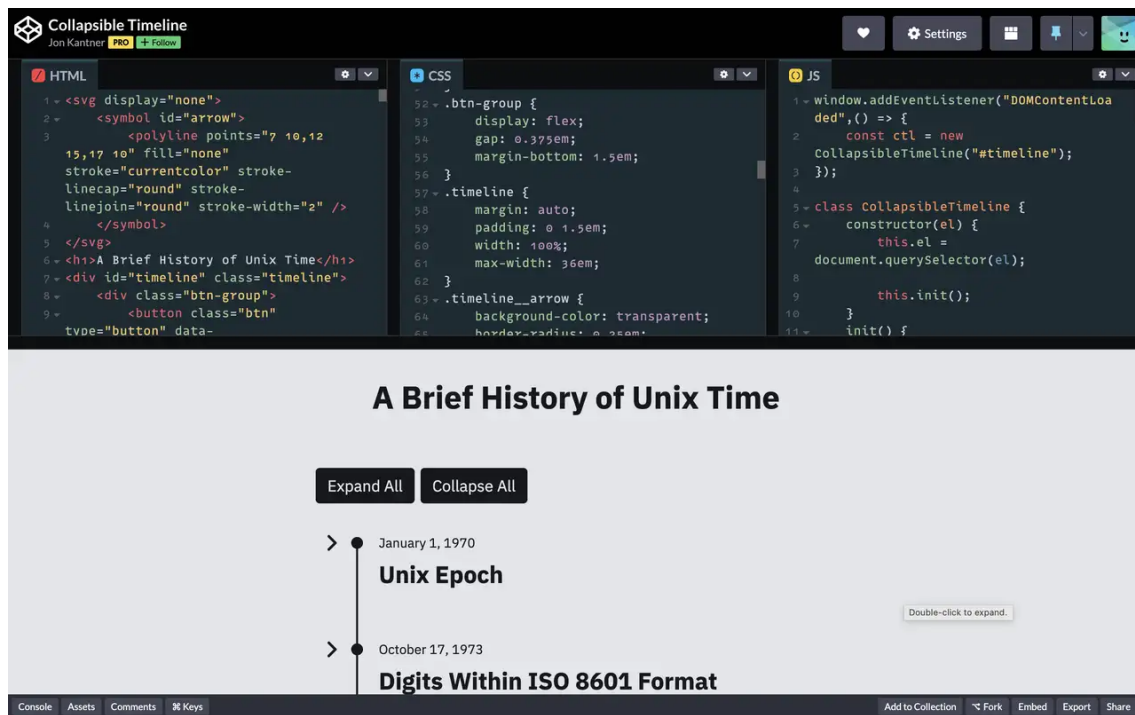 Collapsible Timeline
Jon Kantner PRO + Follow
Settings
HTML
1 <svg display="none">
2 <symbol id="arrow">
3 <polyline points="7 10,12
15,17 10" fill="none"
stroke="currentcolor" stroke-
linecap="round" stroke-
linejoin="round" stroke-width="2" />
4 </symbol>
5 </svg>
6 <h1>A Brief History of Unix Time</h1>
7 <div id="timeline" class="timeline">
8 <div class="btn-group">
9 <button class="btn"
type="button" data-
CSS
52 .btn-group {
53 display: flex;
54 gap: 0.375em;
55 margin-bottom: 1.5em;
56 }
57 .timeline {
58 margin: auto;
59 padding: 0 1.5em;
60 width: 100%;
61 max-width: 36em;
62 }
63 .timeline__arrow {
64 background-color: transparent;
65 border-radius: 0.25em;
JS
1 window.addEventListener("DOMContentLoa
ded",() => {
2 const ctl = new
CollapsibleTimeline("#timeline");
3 });
4
5 class CollapsibleTimeline {
6 constructor(el) {
7 this.el =
document.querySelector(el);
8
9 this.init();
10 }
11 init() {
A Brief History of Unix Time
Expand All Collapse All
January 1, 1970
Unix Epoch
Double-click to expand.
October 17, 1973
Digits Within ISO 8601 Format
Console Assets Comments ⌘ Keys Add to Collection ⌥ Fork Embed Export Share